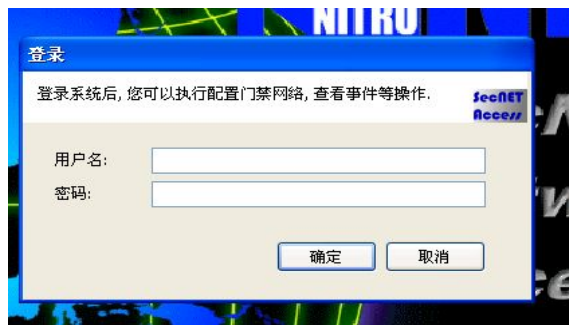 NITRO
登录
登录系统后, 您可以执行配置门禁网络, 查看事件等操作.
SecNET
Access
用户名:
密码:
确定
取消